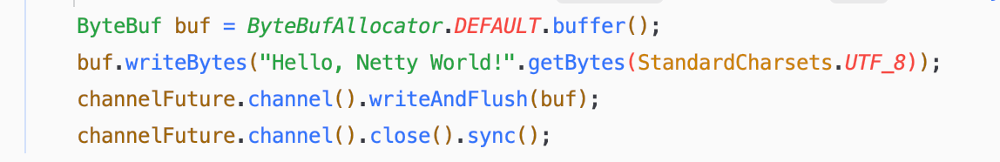 ByteBuf buf = ByteBufAllocator.DEFAULT.buffer();
buf.writeBytes("Hello, Netty World!".getBytes(StandardCharsets.UTF_8));
channelFuture.channel().writeAndFlush(buf);
channelFuture.channel().close().sync();